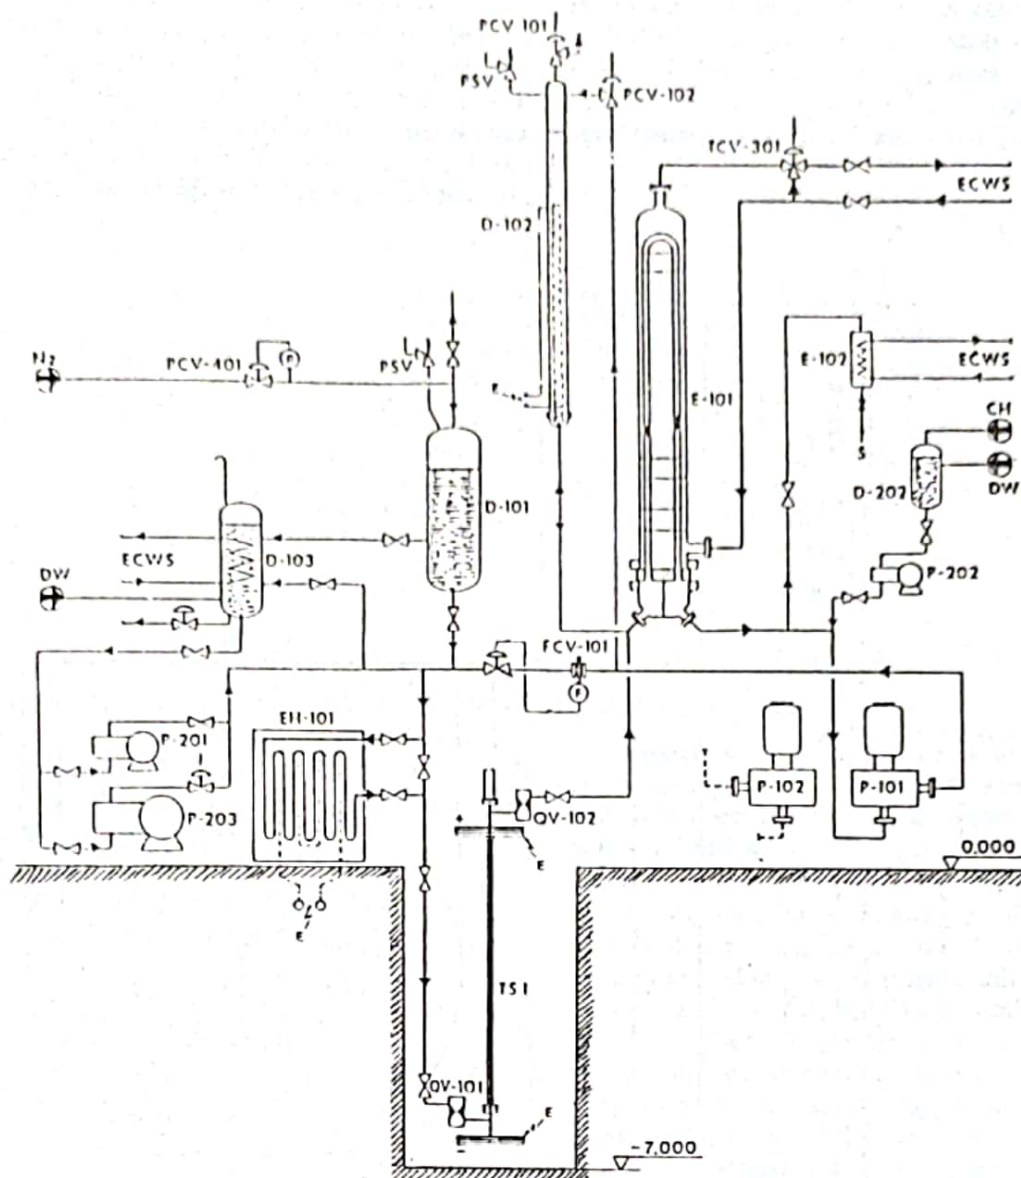 PCV-101
PSV
PCV-102
TCV-301
ECWS
D-102
N₂
PCV-401
P
PSV
E-102
ECWS
E
E-101
CH
D-202
DW
S
D-101
D-103
ECWS
DW
P-202
FCV-101
F
EH-101
P-201
P-203
QV-102
P-102
P-101
+
E
0,000
E
TS1
QV-101
E
-
-7,000